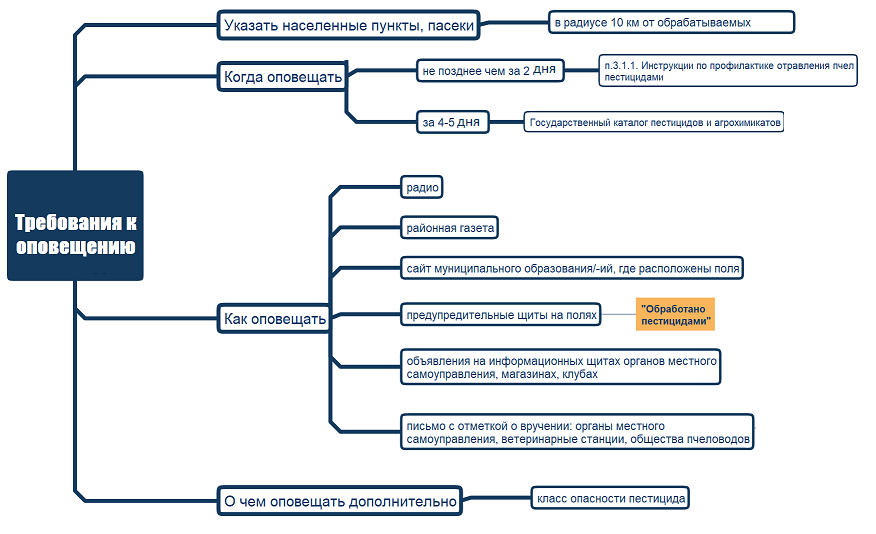 Указать населенные пункты, пасеки
в радиусе 10 км от обрабатываемых
Когда оповещать
не позднее чем за 2 дня
п.3.1.1. Инструкции по профилактике отравления пчел
пестицидами
за 4-5 дня
Государственный каталог пестицидов и агрохимикатов
Требования к
оповещению
Как оповещать
радио
районная газета
сайт муниципального образования/-ий, где расположены поля
предупредительные щиты на полях
"Обработано
пестицидами"
объявления на информационных щитах органов местного
самоуправления, магазинах, клубах
письмо с отметкой о вручении: органы местного
самоуправления, ветеринарные станции, общества пчеловодов
О чем оповещать дополнительно
класс опасности пестицида